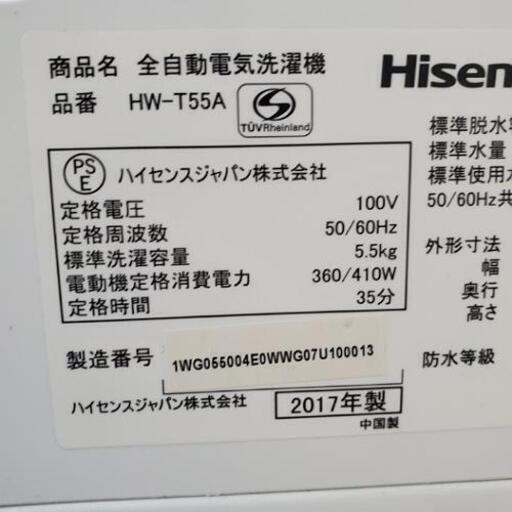 商品名 全自動電気洗濯機
Hisen
品番 HW-T55A
TÜVRheinland
PS
E
ハイセンスジャパン株式会社
定格電圧 100V
定格周波数 50/60Hz
標準洗濯容量 5.5kg
電動機定格消費電力 360/410W
定格時間 35分
製造番号 1WG055004E0WWG07U100013
ハイセンスジャパン株式会社 2017年製
中国製
標準脱水容
標準水量
標準使用水
50/60Hz共
外形寸法
幅
奥行
高さ
防水等級